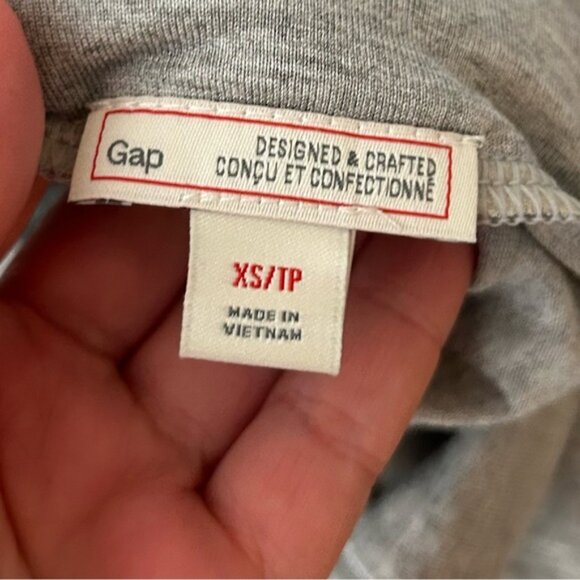 Gap
DESIGNED & CRAFTED
CONÇU ET CONFECTIONNÉ
XS/TP
MADE IN
VIETNAM